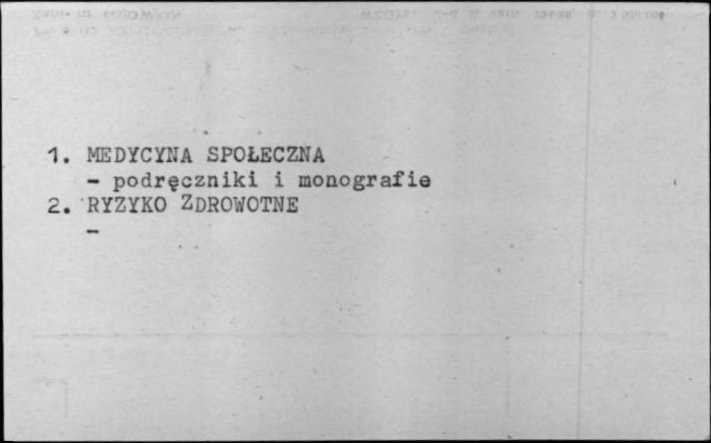 1. MEDYCYNA SPOŁECZNA
- podręczniki i monografie
2. RYZYKO ZDROWOTNE
-